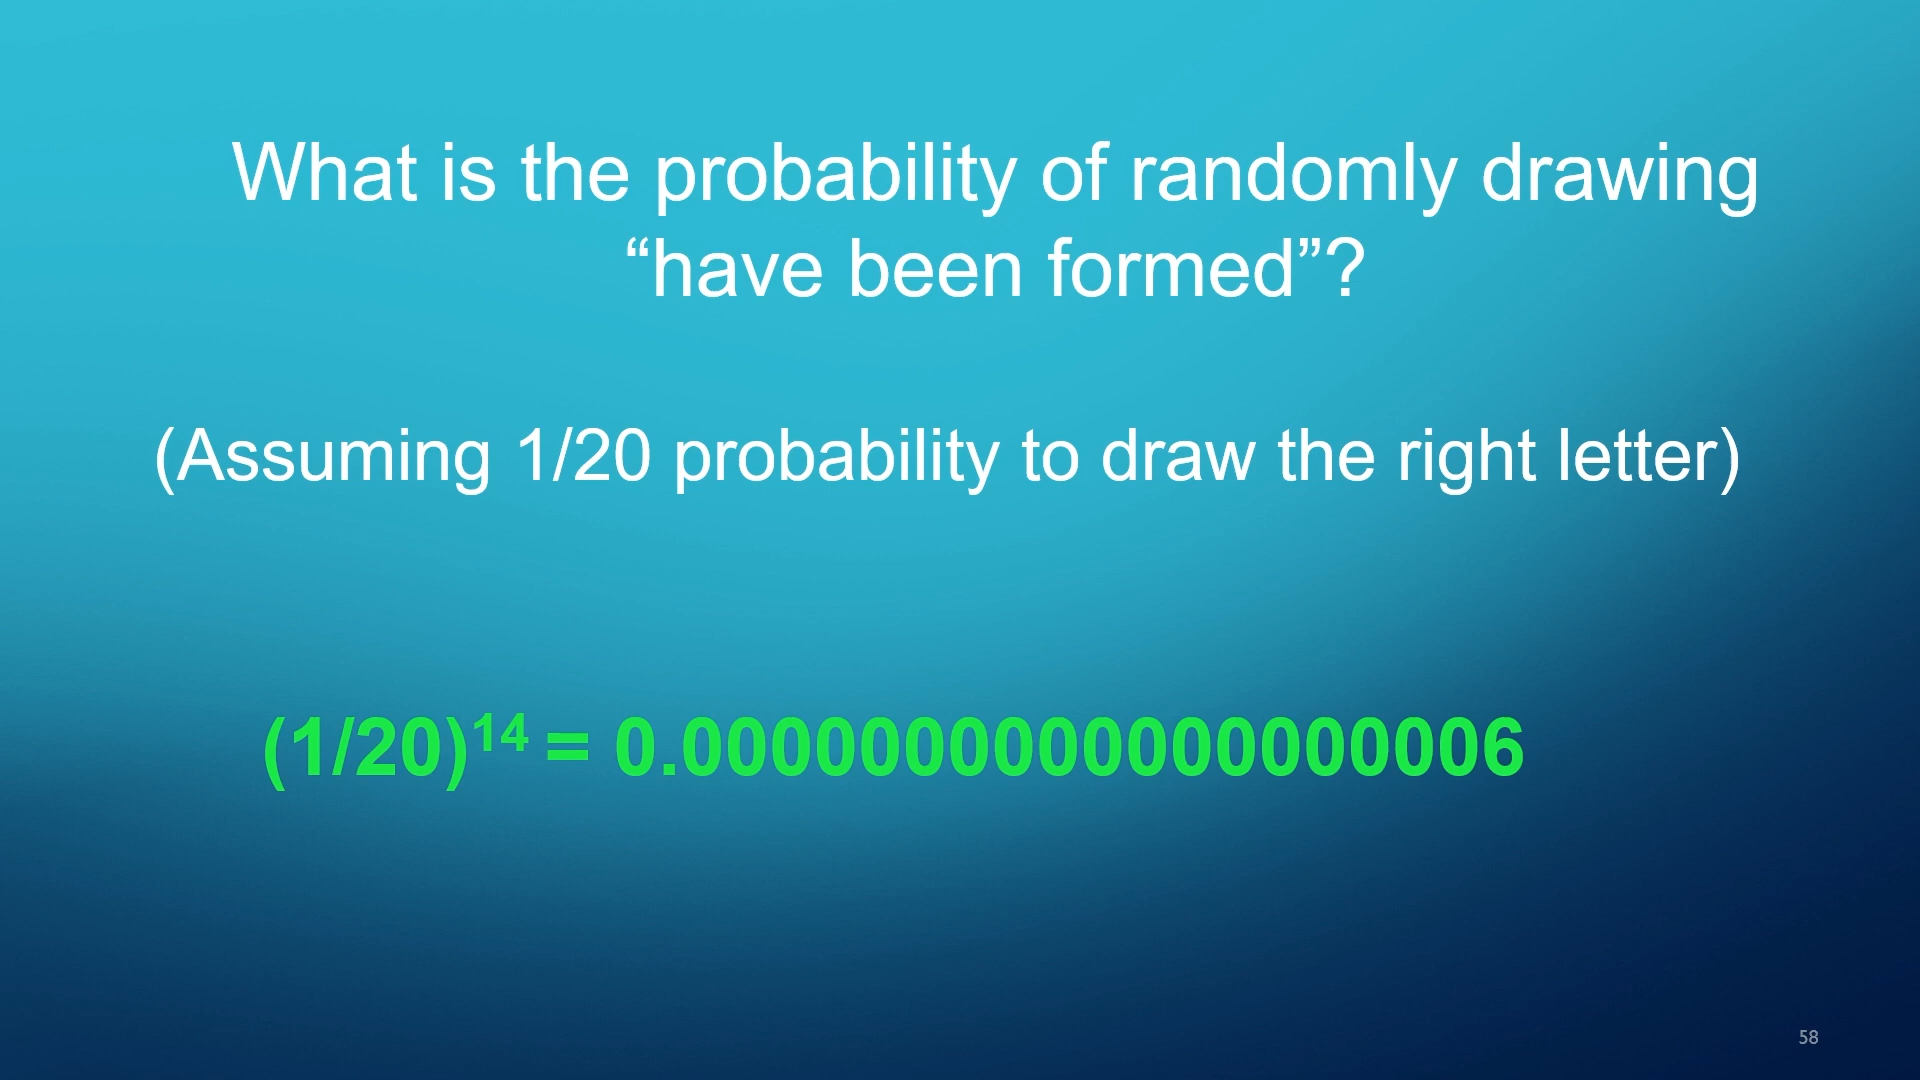 What is the probability of randomly drawing
“have been formed”?
(Assuming 1/20 probability to draw the right letter)
(1/20)¹⁴ = 0.0000000000000000006
58